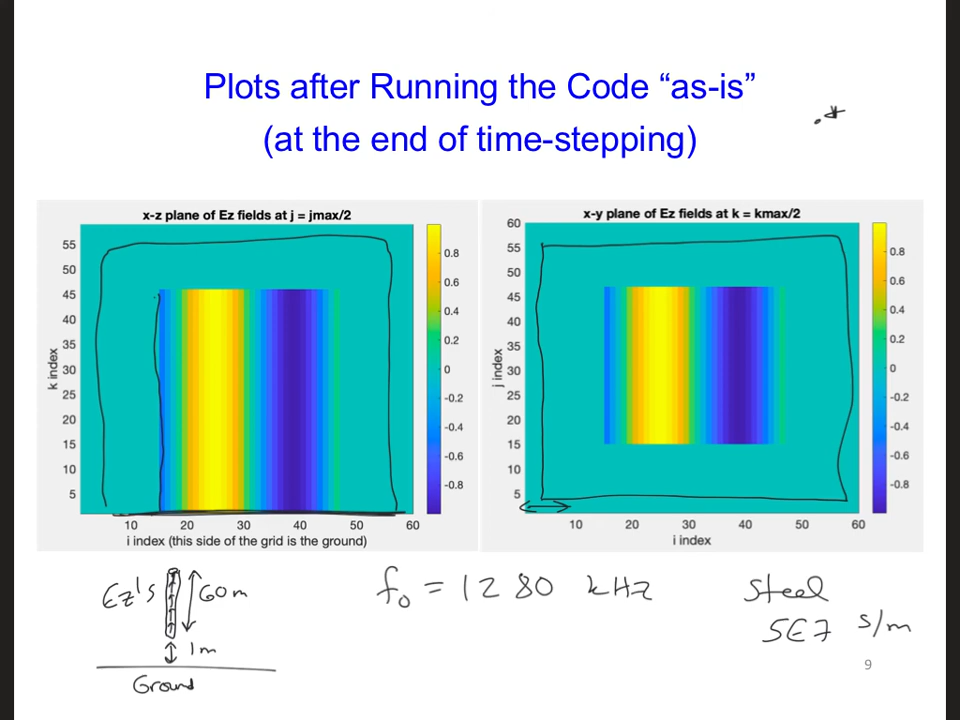 Plots after Running the Code “as-is”
(at the end of time-stepping)
.*
x-z plane of Ez fields at j = jmax/2
55
50
45
40
35
30
25
20
15
10
5
k index
10 20 30 40 50 60
i index (this side of the grid is the ground)
0.8
0.6
0.4
0.2
0
-0.2
-0.4
-0.6
-0.8
x-y plane of Ez fields at k = kmax/2
60
55
50
45
40
35
30
25
20
15
10
5
j index
10 20 30 40 50 60
i index
0.8
0.6
0.4
0.2
0
-0.2
-0.4
-0.6
-0.8
Ez's 60m
1m
Ground
f₀ = 1280 kHz
Steel
5E7 s/m
9